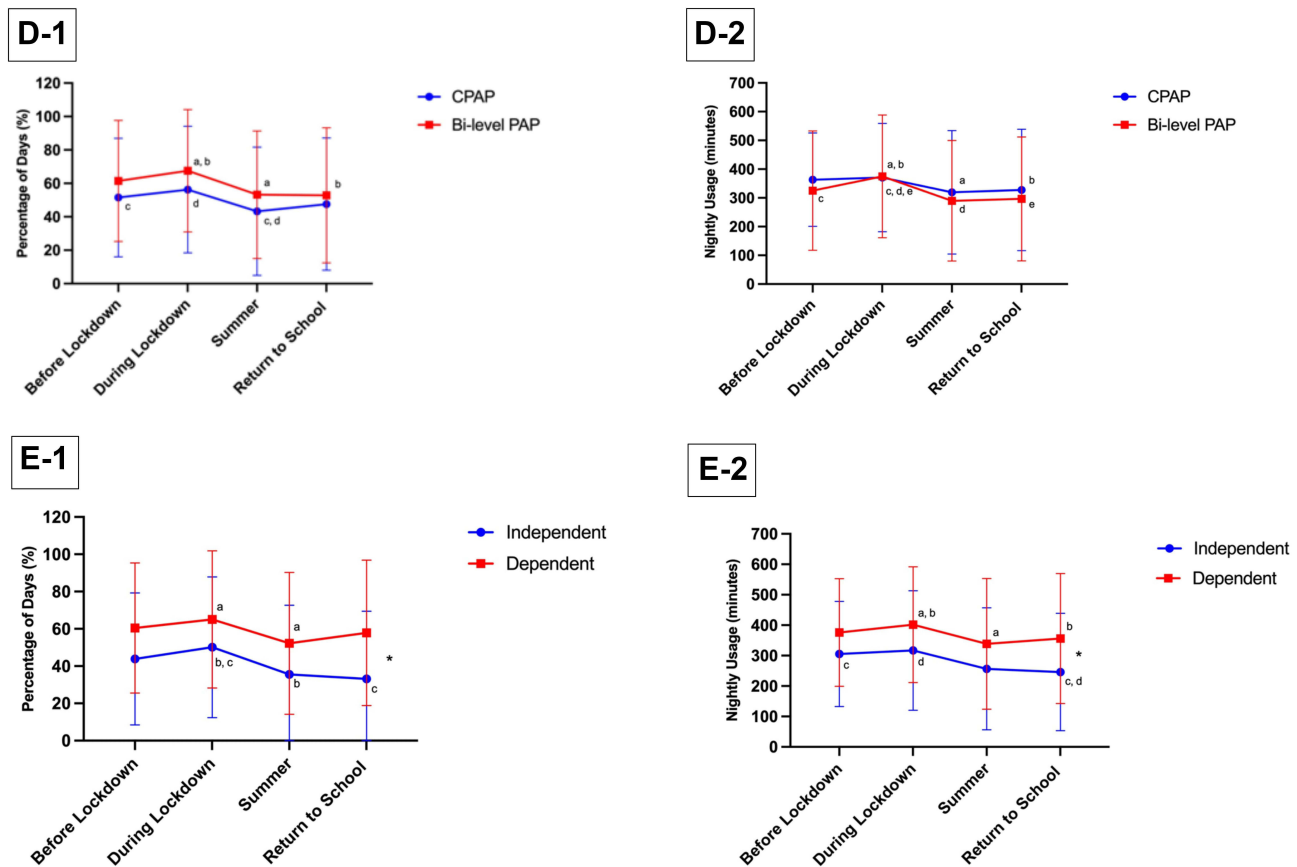 D-1
Percentage of Days (%)
120
100
80
60
40
20
0
a, b
a
b
c
d
c, d
Before Lockdown
During Lockdown
Summer
Return to School
CPAP
Bi-level PAP
D-2
Nightly Usage (minutes)
700
600
500
400
300
200
100
0
a, b
a
b
c
c, d, e
d
e
Before Lockdown
During Lockdown
Summer
Return to School
CPAP
Bi-level PAP
E-1
Percentage of Days (%)
120
100
80
60
40
20
0
a
a
b, c
b
c
*
Before Lockdown
During Lockdown
Summer
Return to School
Independent
Dependent
E-2
Nightly Usage (minutes)
700
600
500
400
300
200
100
0
a, b
a
b
c
d
c, d
*
Before Lockdown
During Lockdown
Summer
Return to School
Independent
Dependent